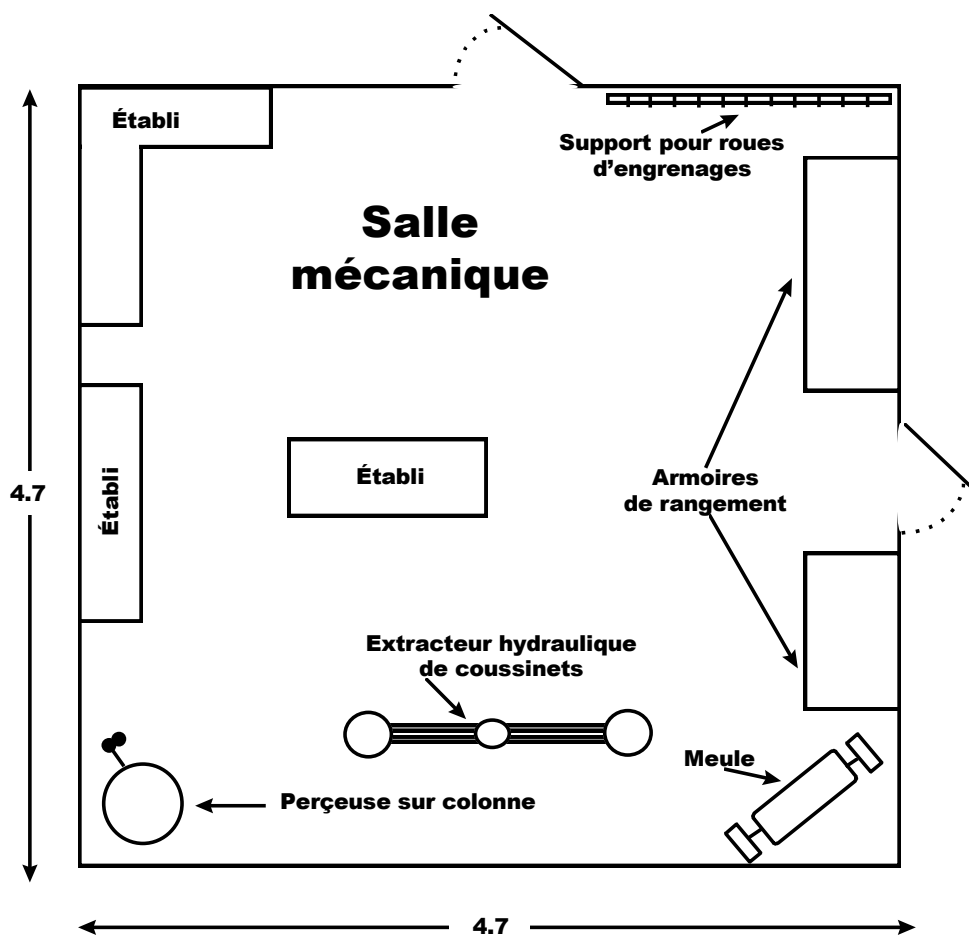 Établi
Support pour roues
d'engrenages
Salle
mécanique
4.7
Établi
Établi
Armoires
de rangement
Extracteur hydraulique
de coussinets
Meule
Perçeuse sur colonne
4.7